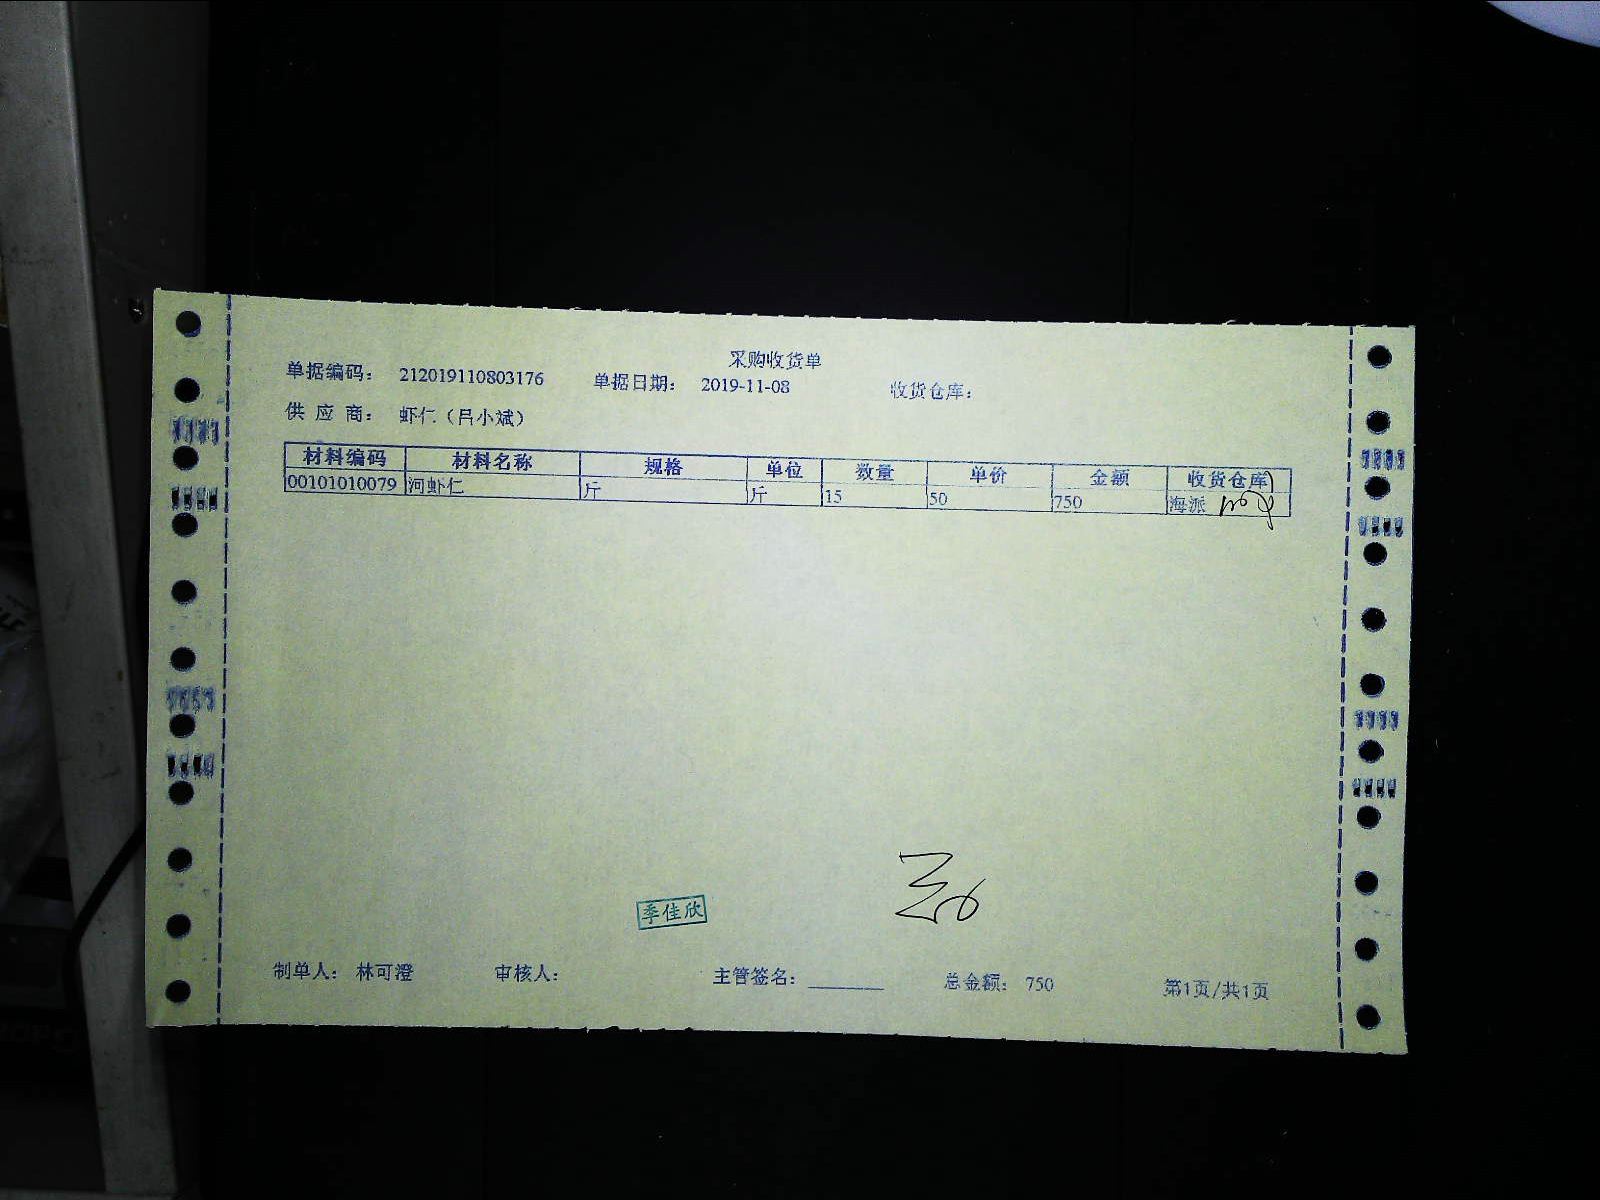 采购收货单
单据编码： 212019110803176 单据日期： 2019-11-08 收货仓库：
供 应 商： 虾仁（吕小斌）
材料编码 材料名称 规格 单位 数量 单价 金额 收货仓库
00101010079 河虾仁 斤 斤 15 50 750 海派
季佳欣
制单人： 林可澄 审核人： 主管签名： ________ 总金额： 750 第1页/共1页